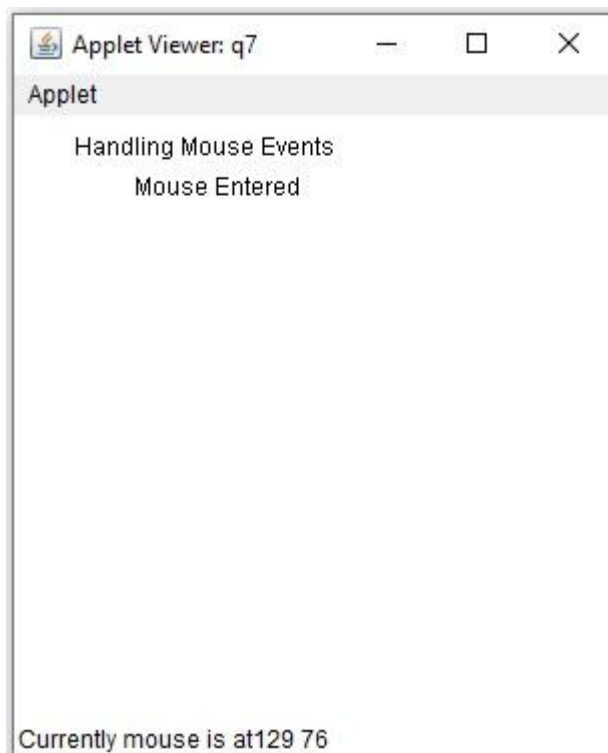 Applet Viewer: q7
Applet
Handling Mouse Events
Mouse Entered
Currently mouse is at129 76